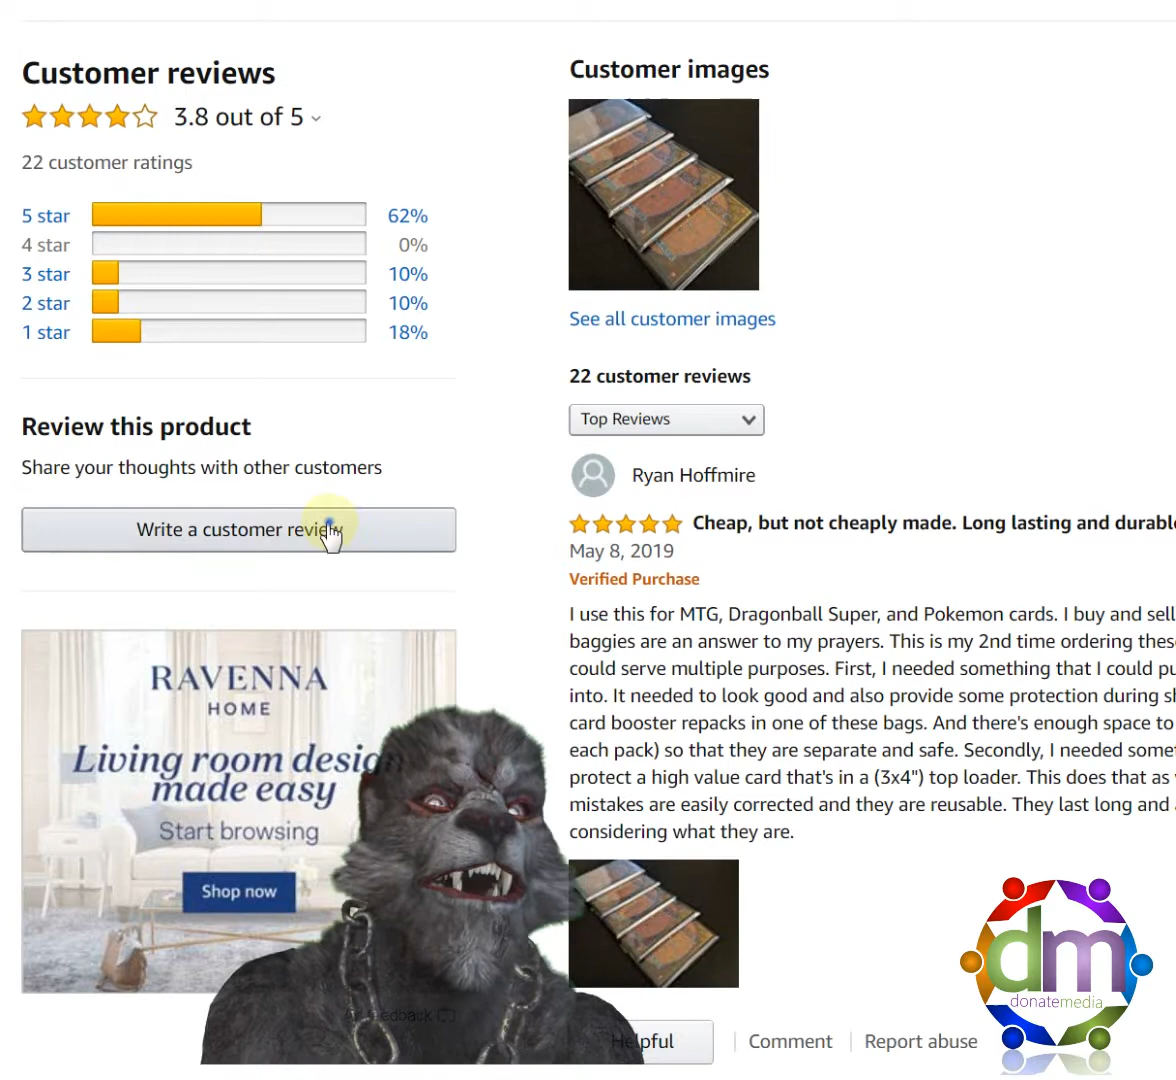 Customer reviews
3.8 out of 5
22 customer ratings
5 star 62%
4 star 0%
3 star 10%
2 star 10%
1 star 18%
Review this product
Share your thoughts with other customers
Write a customer review
RAVENNA
HOME
Living room design
made easy
Start browsing
Shop now
feedback
Customer images
See all customer images
22 customer reviews
Top Reviews
Ryan Hoffmire
Cheap, but not cheaply made. Long lasting and durable
May 8, 2019
Verified Purchase
I use this for MTG, Dragonball Super, and Pokemon cards. I buy and sell
baggies are an answer to my prayers. This is my 2nd time ordering these
could serve multiple purposes. First, I needed something that I could pu
into. It needed to look good and also provide some protection during sh
card booster repacks in one of these bags. And there's enough space to
each pack) so that they are separate and safe. Secondly, I needed somet
protect a high value card that's in a (3x4") top loader. This does that as
mistakes are easily corrected and they are reusable. They last long and
considering what they are.
Helpful
Comment
Report abuse
dm
donatemedia